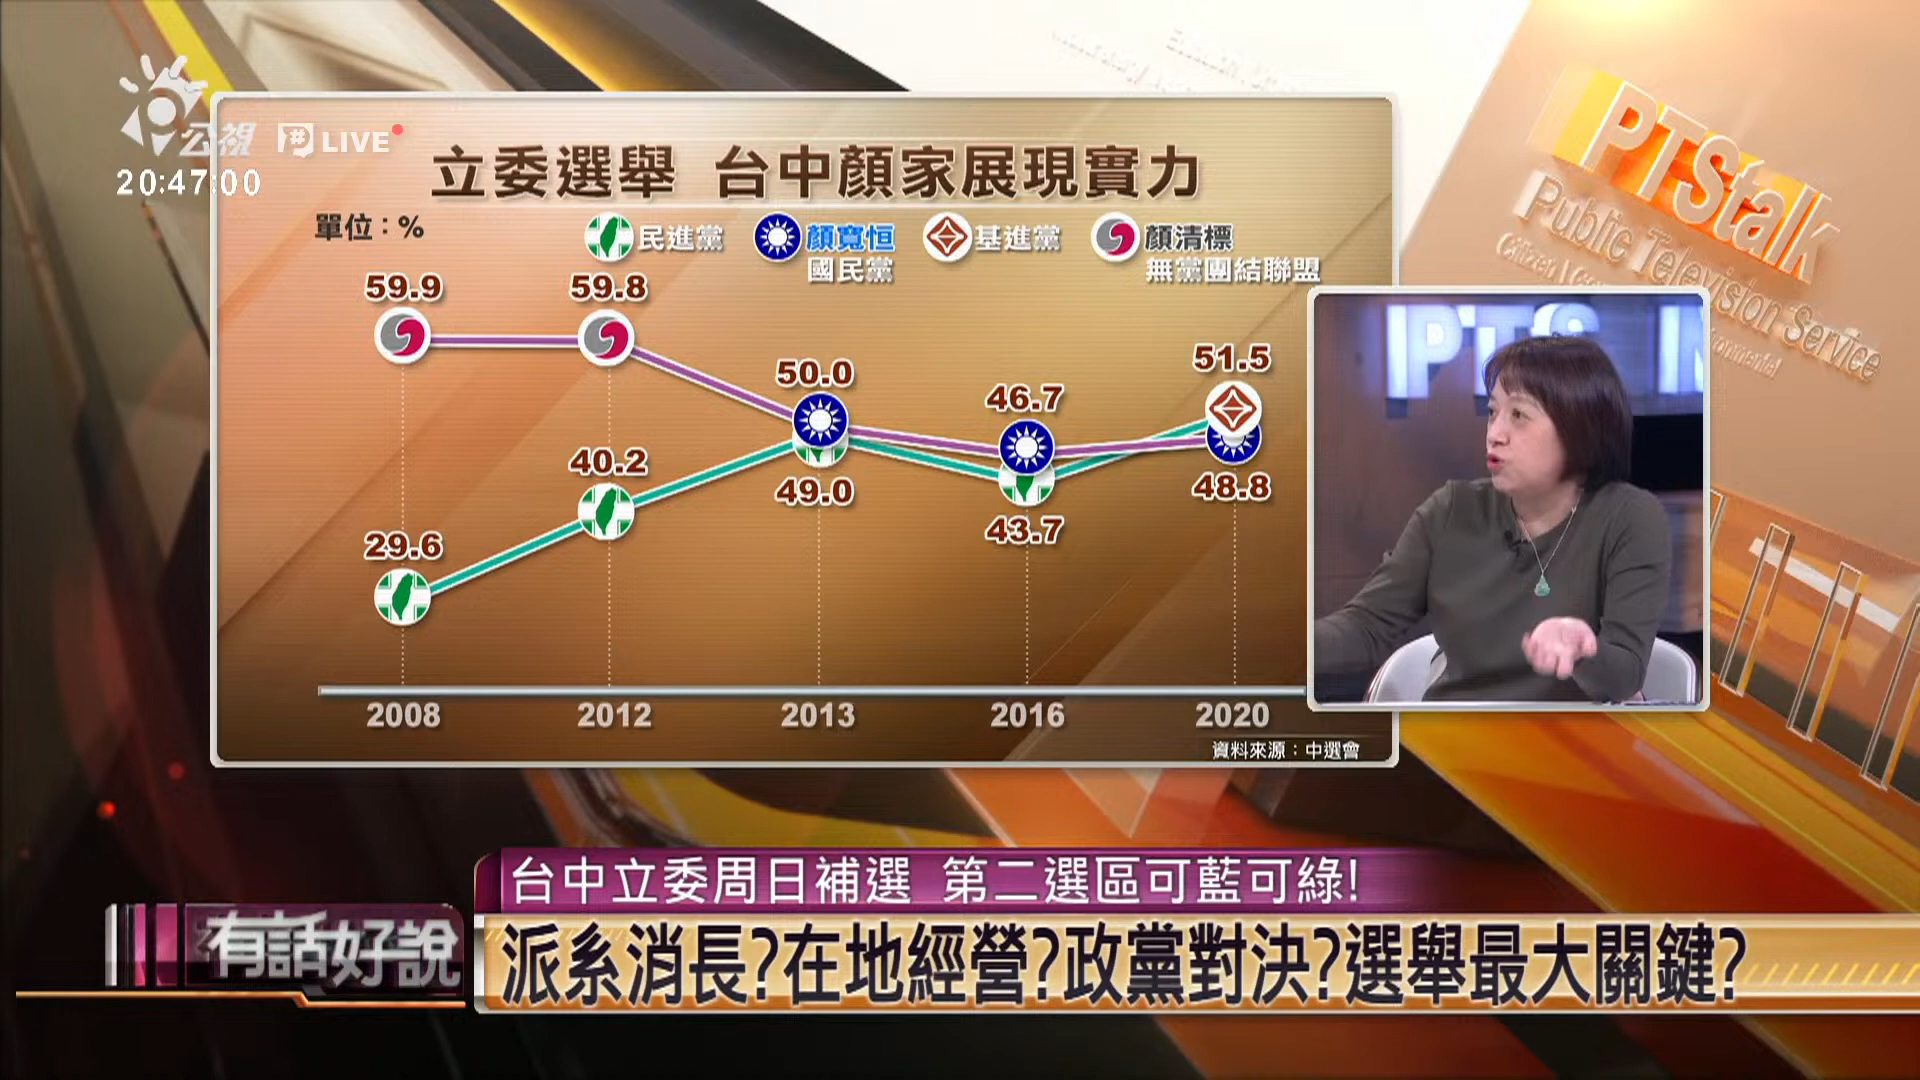 公視
LIVE
20:47:00
立委選舉 台中顏家展現實力
單位：%
民進黨
顏寬恒
國民黨
基進黨
顏清標
無黨團結聯盟
59.9
59.8
50.0
46.7
51.5
29.6
40.2
49.0
43.7
48.8
2008
2012
2013
2016
2020
資料來源：中選會
PTStalk
Public Television Service
PTS
台中立委周日補選 第二選區可藍可綠!
有話好說
派系消長?在地經營?政黨對決?選舉最大關鍵?